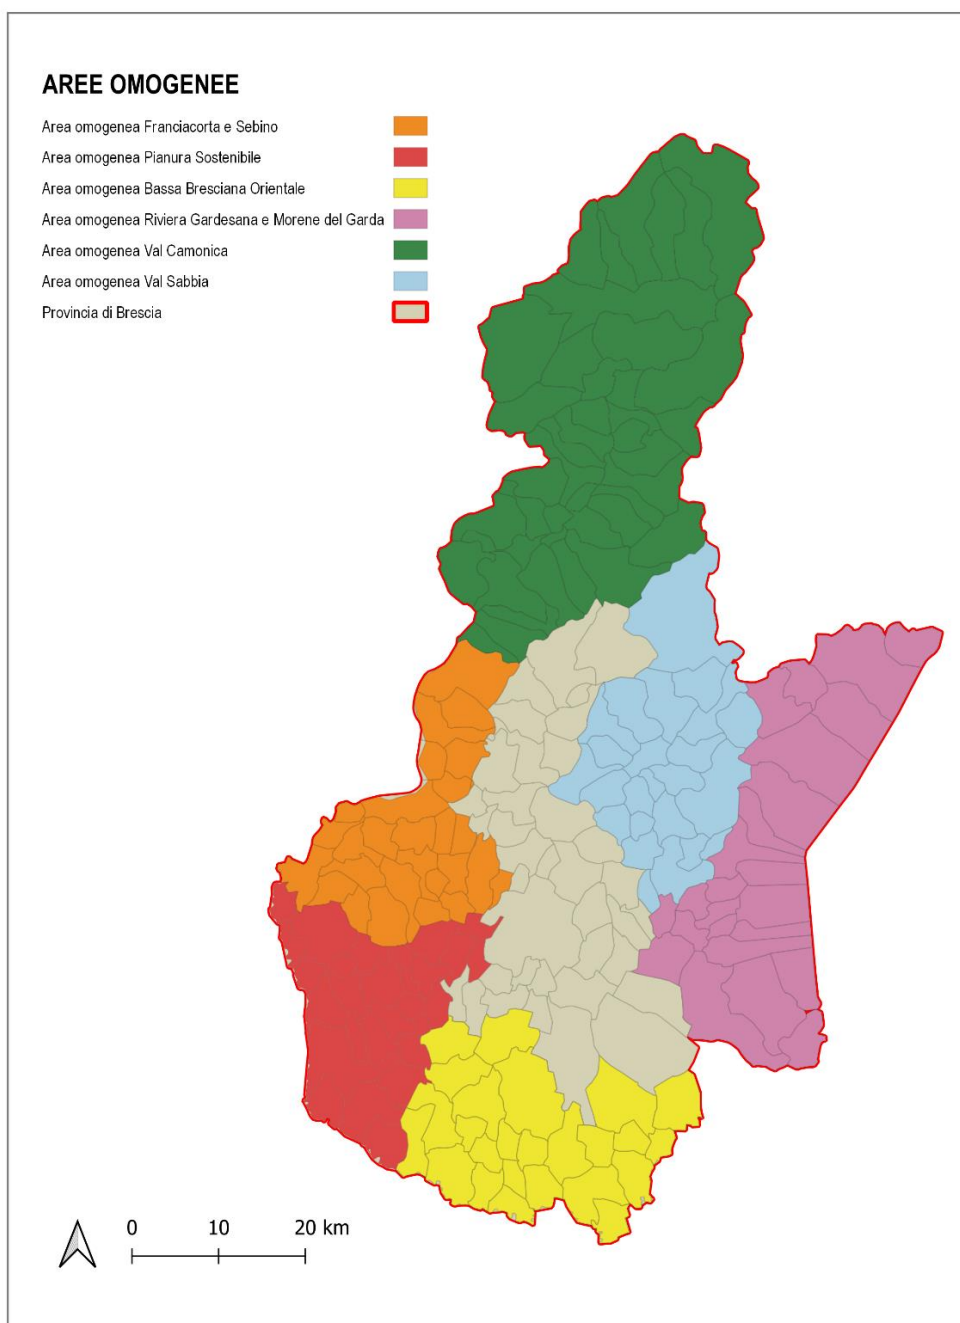 AREE OMOGENEE
Area omogenea Franciacorta e Sebino
Area omogenea Pianura Sostenibile
Area omogenea Bassa Bresciana Orientale
Area omogenea Riviera Gardesana e Morene del Garda
Area omogenea Val Camonica
Area omogenea Val Sabbia
Provincia di Brescia
0 10 20 km